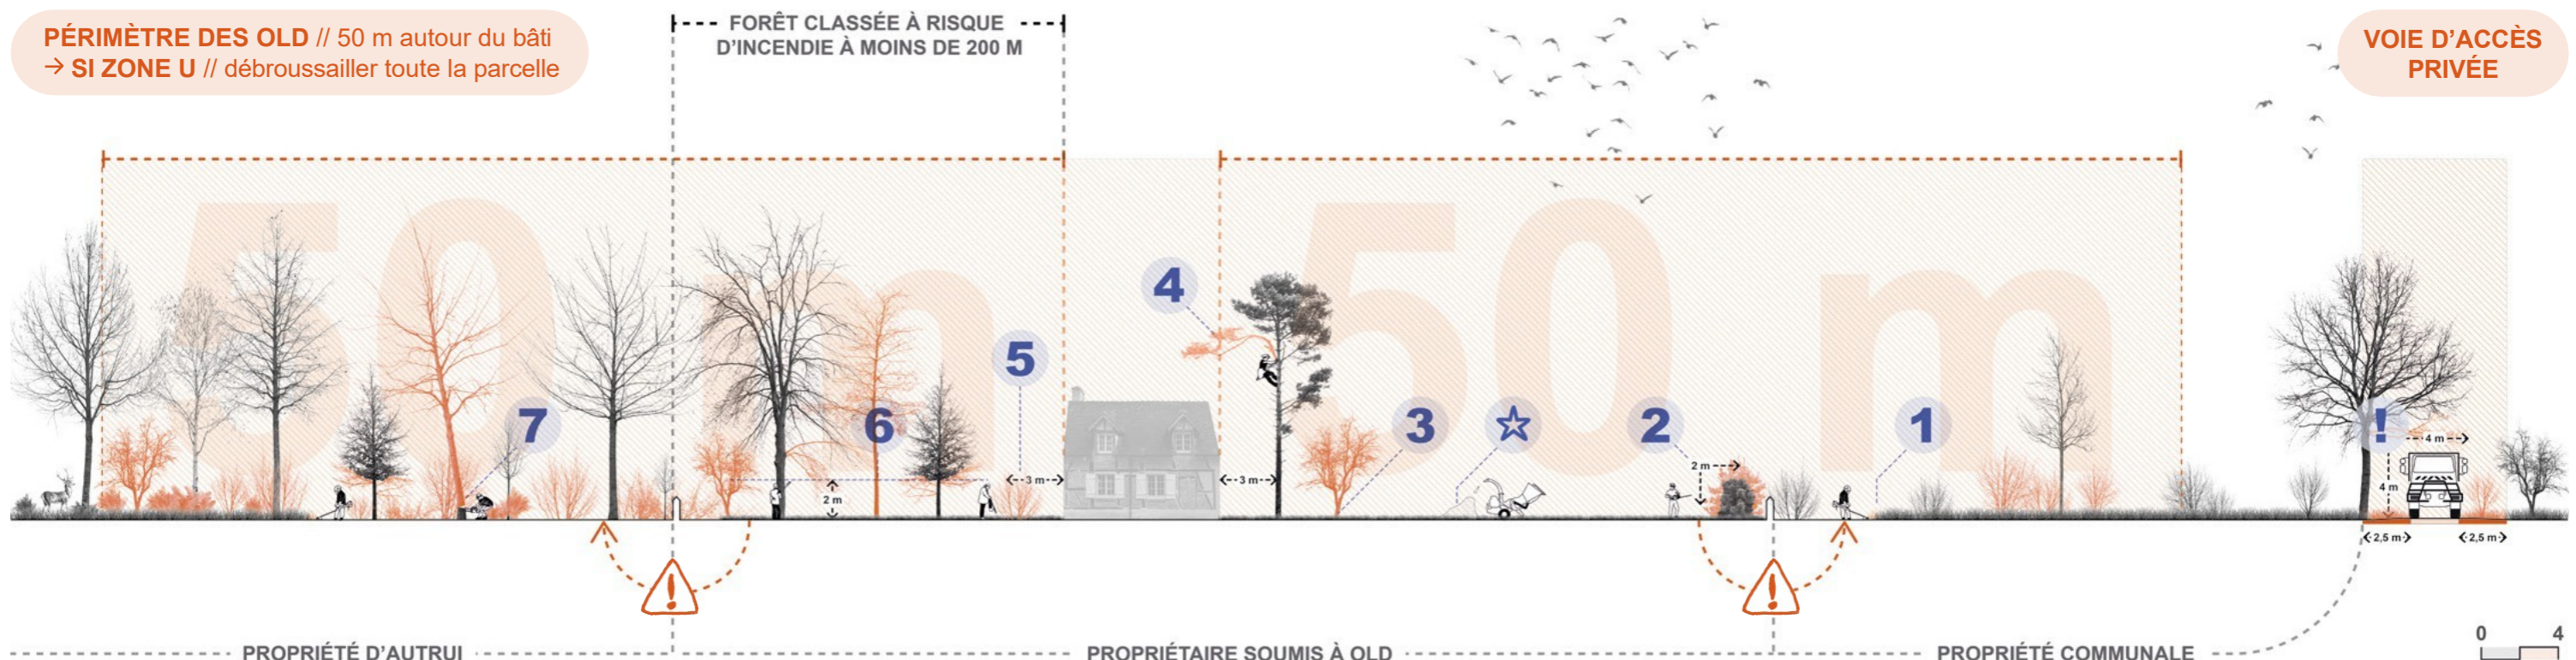 PÉRIMÈTRE DES OLD // 50 m autour du bâti
→ SI ZONE U // débroussailler toute la parcelle
FORÊT CLASSÉE À RISQUE
D'INCENDIE À MOINS DE 200 M
VOIE D'ACCÈS
PRIVÉE
50 m
50 m
4
5
7
6
3
2
1
!
4 m
2 m
3 m
3 m
2 m
4 m
2,5 m
2,5 m
!
!
0 4
PROPRIÉTÉ D'AUTRUI
PROPRIÉTAIRE SOUMIS À OLD
PROPRIÉTÉ COMMUNALE